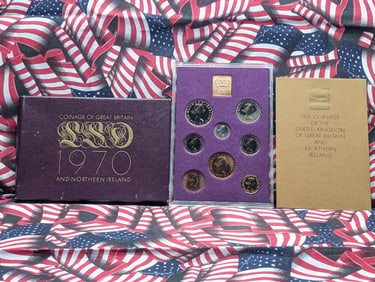 COINAGE OF GREAT BRITAIN
LSD
1970
AND NORTHERN IRELAND
THE COINAGE
OF THE
UNITED KINGDOM
OF GREAT BRITAIN
AND
NORTHERN
IRELAND